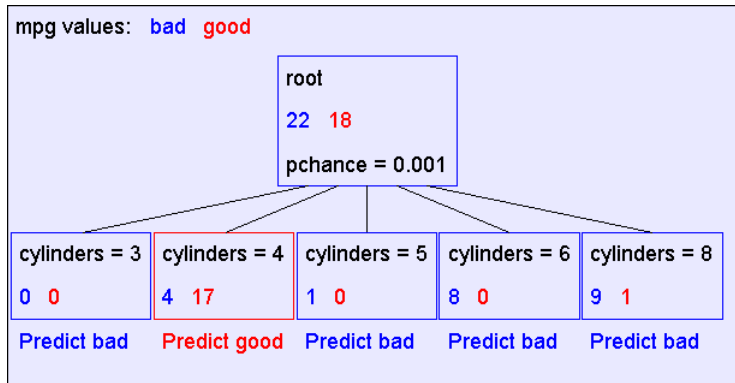 mpg values: bad good
root
22 18
pchance = 0.001
cylinders = 3 cylinders = 4 cylinders = 5 cylinders = 6 cylinders = 8
0 0 4 17 1 0 8 0 9 1
Predict bad Predict good Predict bad Predict bad Predict bad